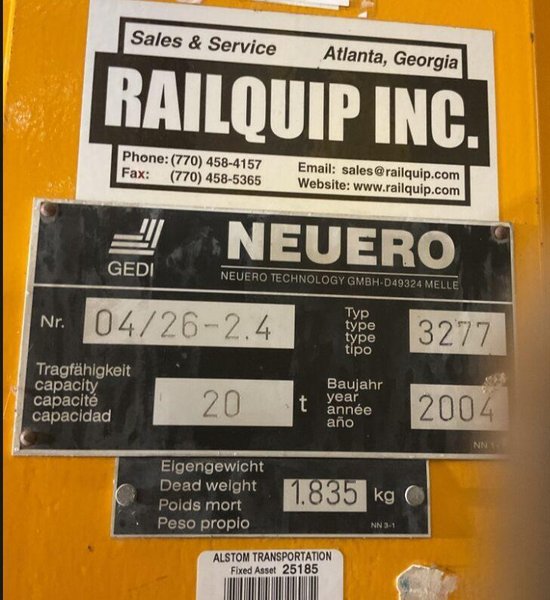 Sales & Service Atlanta, Georgia
RAILQUIP INC.
Phone: (770) 458-4157 Email: sales@railquip.com
Fax: (770) 458-5365 Website: www.railquip.com
GEDI
NEUERO
NEUERO TECHNOLOGY GMBH-D49324 MELLE
Nr. 04/26-2.4
Typ
type
type
tipo
3277
Tragfähigkeit
capacity
capacité
capacidad
20 t
Baujahr
year
année
año
2004
Eigengewicht
Dead weight
Poids mort
Peso propio
1.835 kg
NN 3-1
ALSTOM TRANSPORTATION
Fixed Asset 25185